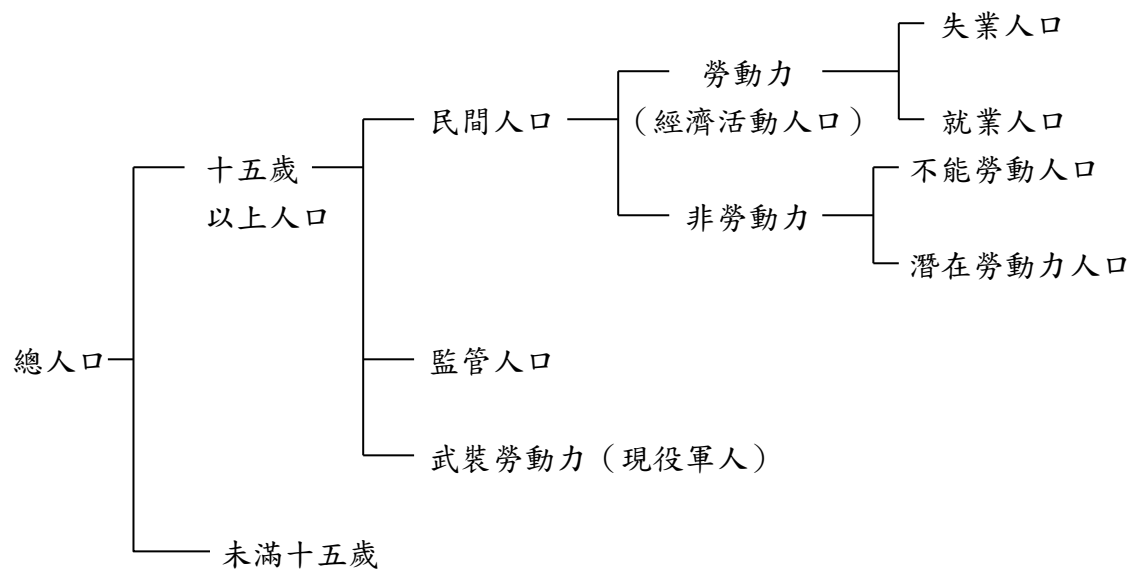 失業人口
勞動力
民間人口
（經濟活動人口）
就業人口
十五歲
以上人口
不能勞動人口
非勞動力
潛在勞動力人口
總人口
監管人口
武裝勞動力（現役軍人）
未滿十五歲